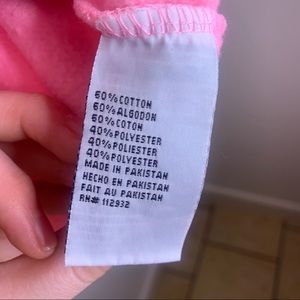 60% COTTON
60% ALGODON
60% COTON
40% POLYESTER
40% POLIESTER
40% POLYESTER
MADE IN PAKISTAN
HECHO EN PAKISTAN
FAIT AU PAKISTAN
RN# 112932